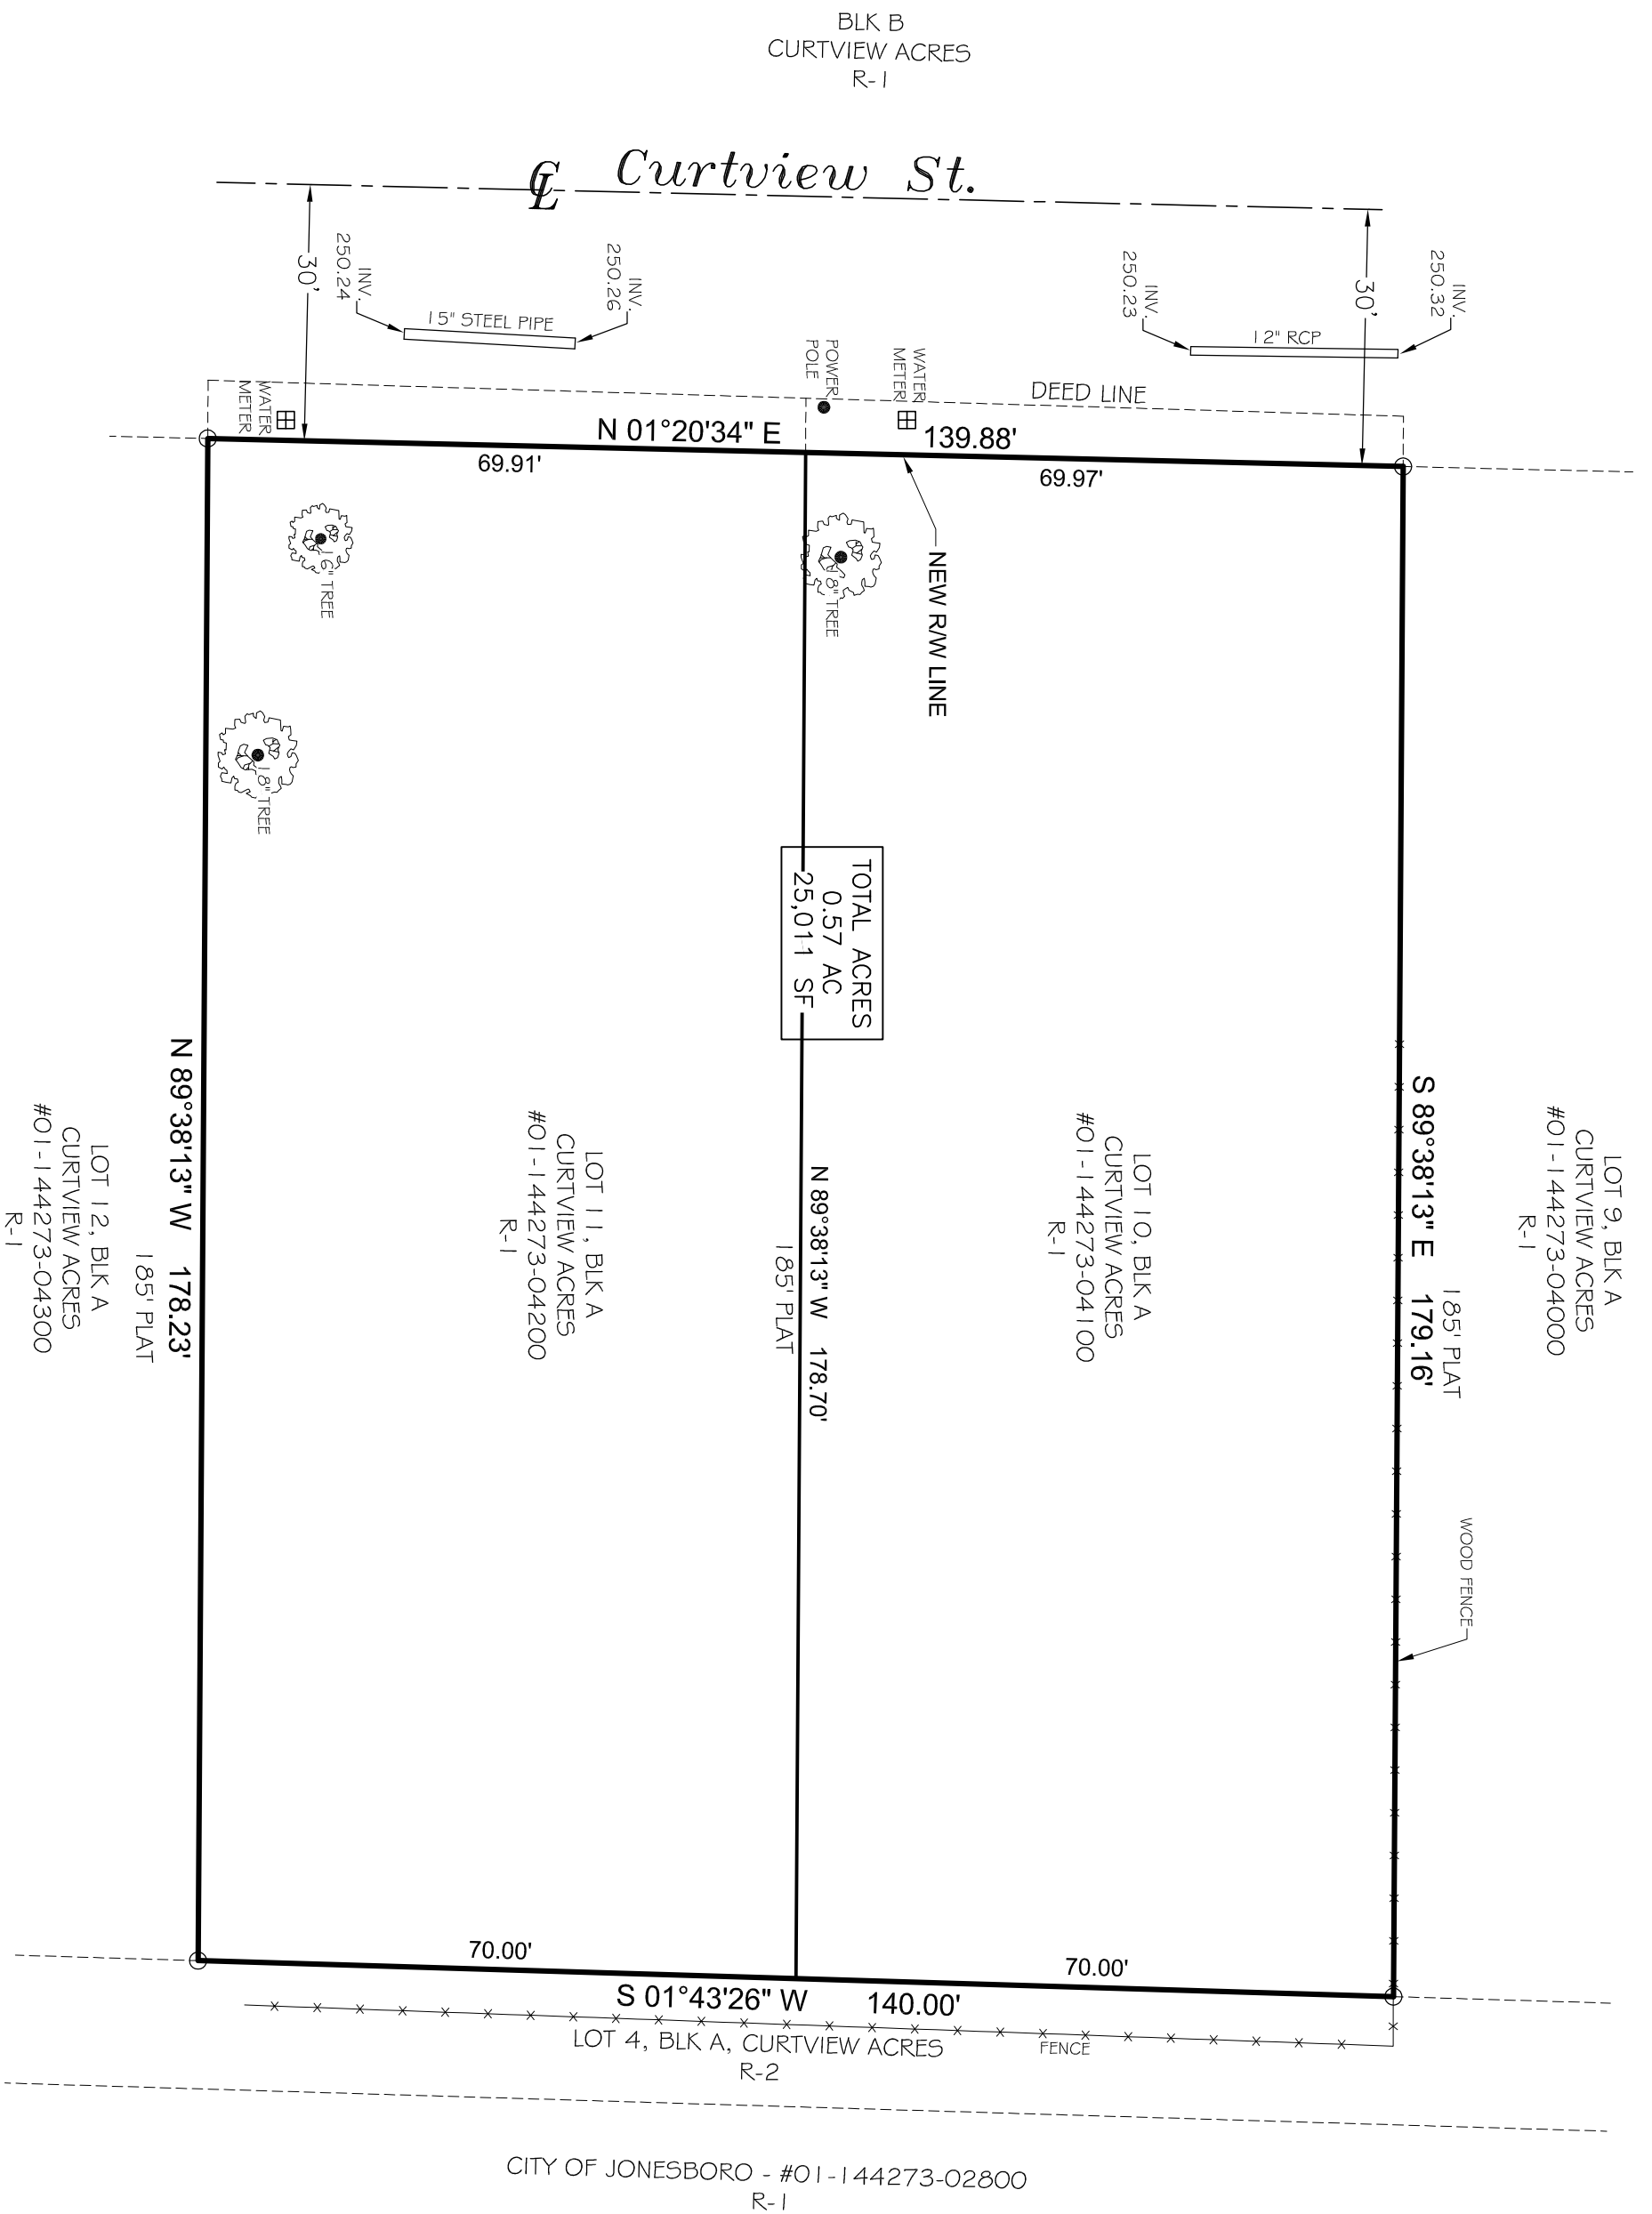 BLK B
CURTVIEW ACRES
R-1
CL Curtview St.
30'
30'
INV.
250.24
INV.
250.26
INV.
250.23
INV.
250.32
15" STEEL PIPE
12" RCP
WATER
METER
POWER
POLE
WATER
METER
DEED LINE
N 01°20'34" E 139.88'
69.91'
69.97'
NEW R/W LINE
16" TREE
18" TREE
18" TREE
TOTAL ACRES
0.57 AC
25,011 SF
LOT 9, BLK A
CURTVIEW ACRES
#01-144273-04000
R-1
185' PLAT
S 89°38'13" E 179.16'
WOOD FENCE
LOT 10, BLK A
CURTVIEW ACRES
#01-144273-04100
R-1
N 89°38'13" W 178.70'
185' PLAT
LOT 11, BLK A
CURTVIEW ACRES
#01-144273-04200
R-1
N 89°38'13" W 178.23'
185' PLAT
LOT 12, BLK A
CURTVIEW ACRES
#01-144273-04300
R-1
70.00'
70.00'
S 01°43'26" W 140.00'
LOT 4, BLK A, CURTVIEW ACRES
R-2
FENCE
CITY OF JONESBORO - #01-144273-02800
R-1